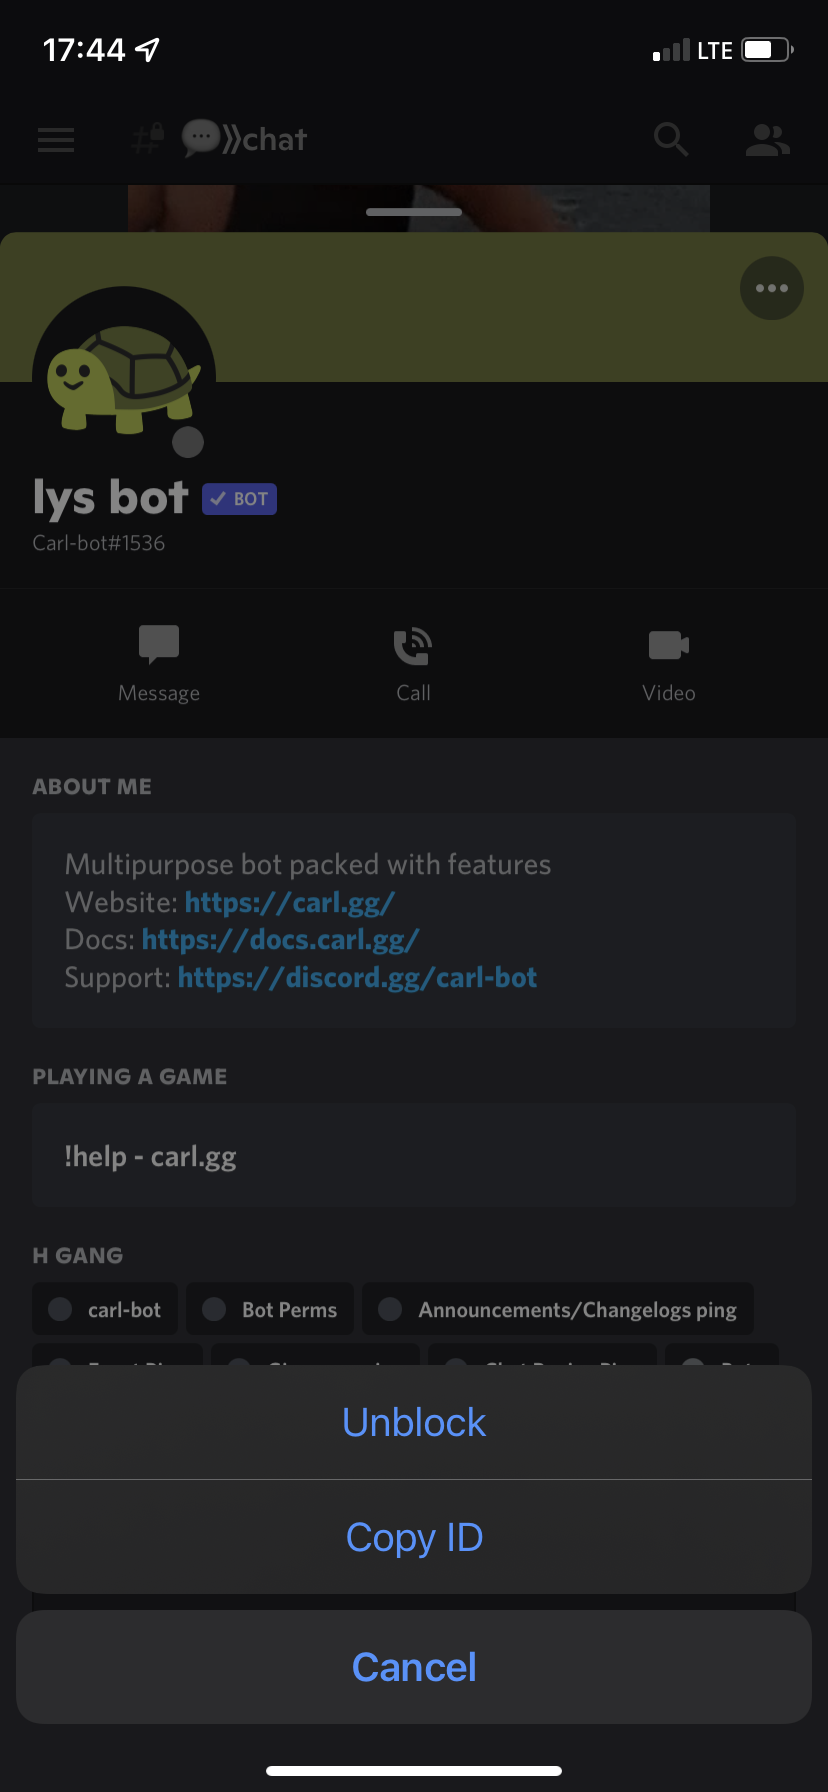 17:44
LTE
💬⟫chat
lys bot
BOT
Carl-bot#1536
Message
Call
Video
ABOUT ME
Multipurpose bot packed with features
Website: https://carl.gg/
Docs: https://docs.carl.gg/
Support: https://discord.gg/carl-bot
PLAYING A GAME
!help - carl.gg
H GANG
carl-bot
Bot Perms
Announcements/Changelogs ping
Unblock
Copy ID
Cancel